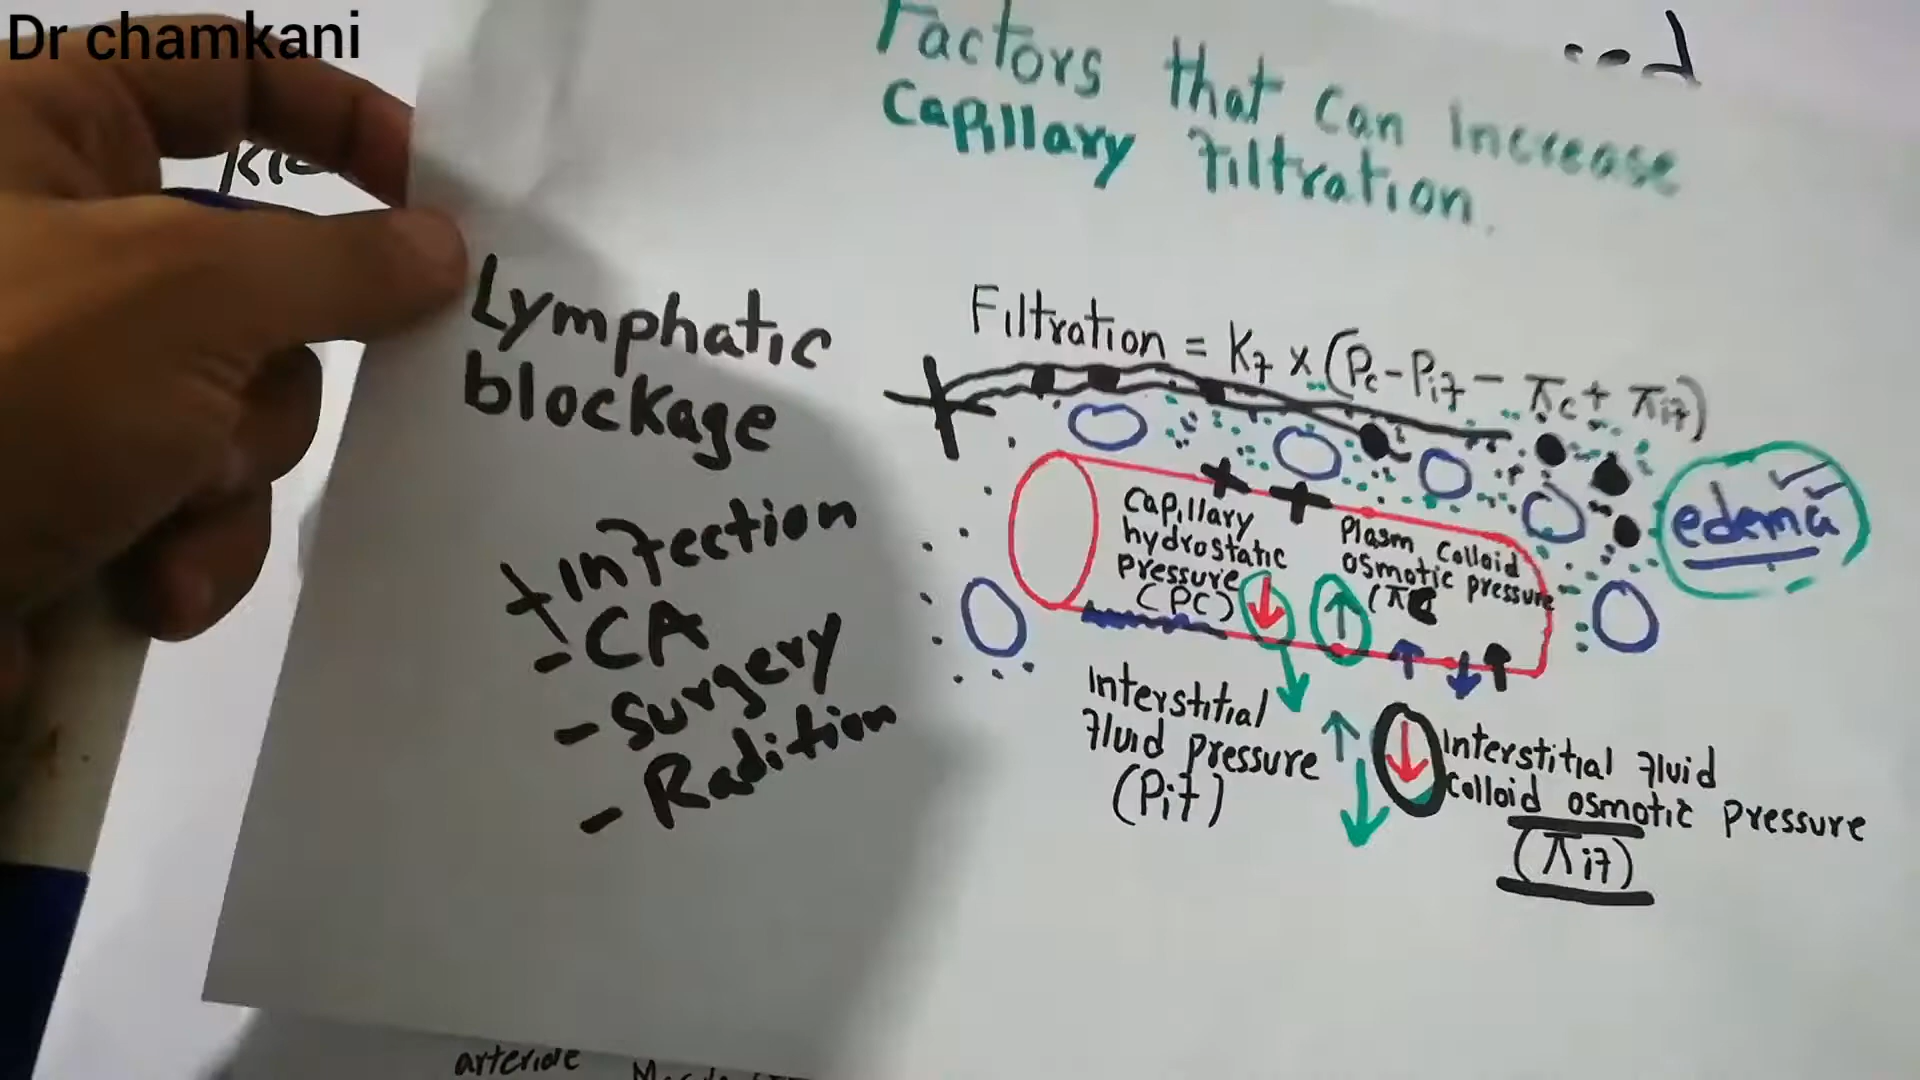 Dr chamkani
Factors that can increase
Capillary Filtration.
Lymphatic
blockage
Infection
- CA
- Surgery
- Radition
Filtration = Kf x (Pc - Pif - πc + πif)
edema
Capillary
hydrostatic
pressure
(PC)
Plasm Colloid
osmotic pressure
(πC
Interstitial
fluid pressure
(Pif)
Interstitial fluid
colloid osmotic pressure
(πif)
arteriole